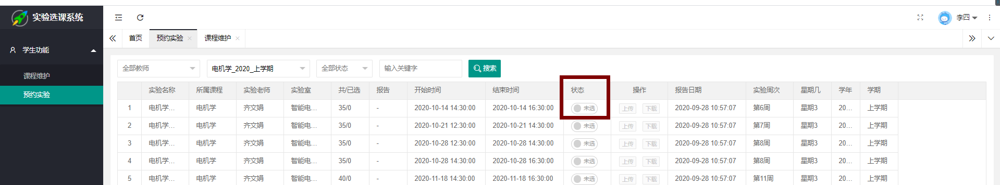 实验选课系统
李四
首页 预约实验 课程维护
学生功能
课程维护
预约实验
全部教师 电机学_2020_上学期 全部状态 输入关键字 搜索
实验名称 所属课程 实验老师 实验室 共/已选 报告 开始时间 结束时间 状态 操作 报告日期 实验周次 星期几 学年 学期
1 电机学... 电机学 齐文娟 智能电... 35/0 - 2020-10-14 14:30:00 2020-10-14 16:30:00 未选 上传 下载 2020-09-28 10:57:07 第6周 星期3 20... 上学期
2 电机学... 电机学 齐文娟 智能电... 35/0 - 2020-10-21 12:30:00 2020-10-21 14:30:00 未选 上传 下载 2020-09-28 10:57:07 第7周 星期3 20... 上学期
3 电机学... 电机学 齐文娟 智能电... 35/0 - 2020-10-28 12:30:00 2020-10-28 14:30:00 未选 上传 下载 2020-09-28 10:57:07 第8周 星期3 20... 上学期
4 电机学... 电机学 齐文娟 智能电... 35/0 - 2020-10-28 14:30:00 2020-10-28 16:30:00 未选 上传 下载 2020-09-28 10:57:07 第8周 星期3 20... 上学期
5 电机学... 电机学 齐文娟 智能电... 40/0 - 2020-11-18 14:30:00 2020-11-18 16:30:00 未选 上传 下载 2020-09-28 10:57:07 第11周 星期3 20... 上学期